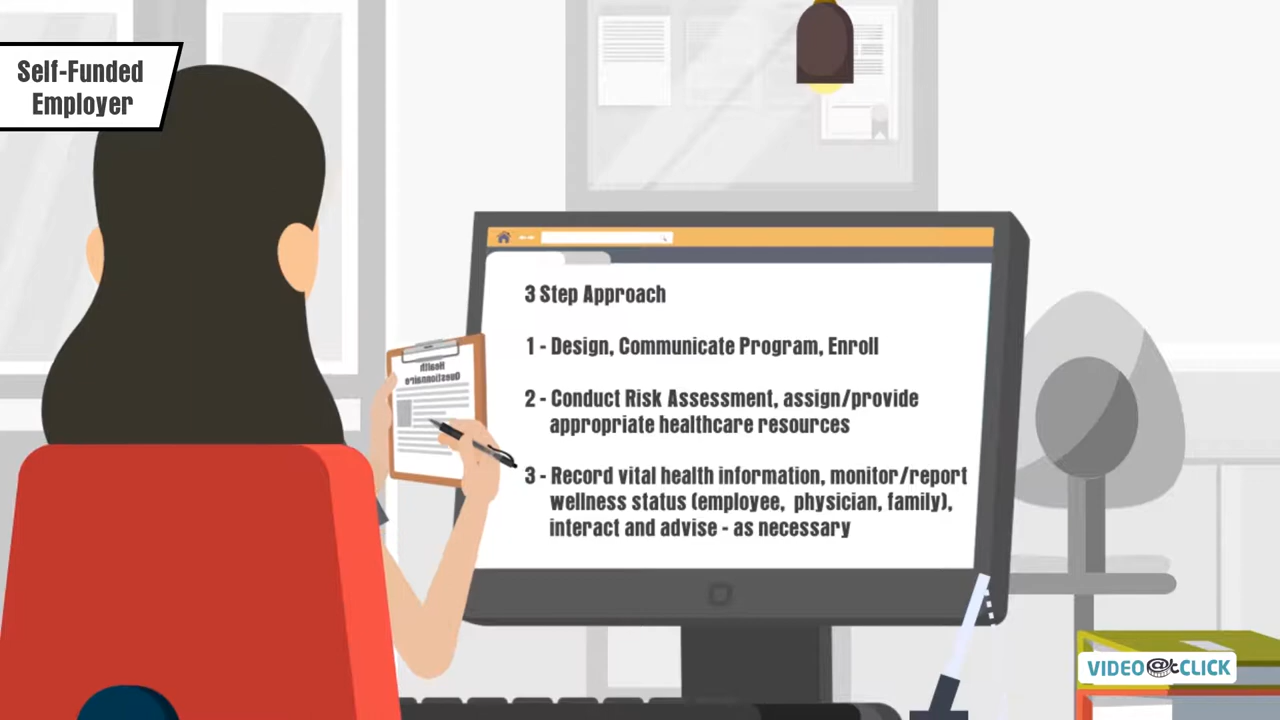 Self-Funded
Employer
3 Step Approach
1 - Design, Communicate Program, Enroll
2 - Conduct Risk Assessment, assign/provide
appropriate healthcare resources
3 - Record vital health information, monitor/report
wellness status (employee, physician, family),
interact and advise - as necessary
Health
Questionnaire
VIDEO@tCLICK